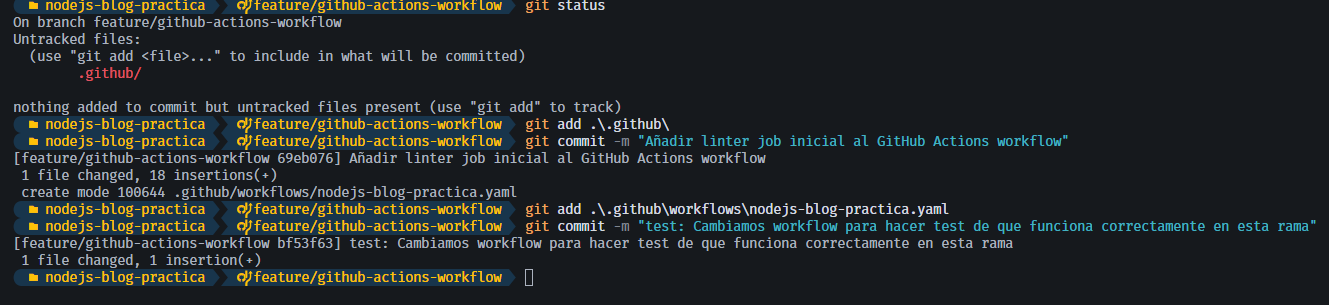 nodejs-blog-practica feature/github-actions-workflow git status
On branch feature/github-actions-workflow
Untracked files:
  (use "git add <file>..." to include in what will be committed)
        .github/

nothing added to commit but untracked files present (use "git add" to track)
nodejs-blog-practica feature/github-actions-workflow git add .\.github\
nodejs-blog-practica feature/github-actions-workflow git commit -m "Añadir linter job inicial al GitHub Actions workflow"
[feature/github-actions-workflow 69eb076] Añadir linter job inicial al GitHub Actions workflow
 1 file changed, 18 insertions(+)
 create mode 100644 .github/workflows/nodejs-blog-practica.yaml
nodejs-blog-practica feature/github-actions-workflow git add .\.github\workflows\nodejs-blog-practica.yaml
nodejs-blog-practica feature/github-actions-workflow git commit -m "test: Cambiamos workflow para hacer test de que funciona correctamente en esta rama"
[feature/github-actions-workflow bf53f63] test: Cambiamos workflow para hacer test de que funciona correctamente en esta rama
 1 file changed, 1 insertion(+)
nodejs-blog-practica feature/github-actions-workflow